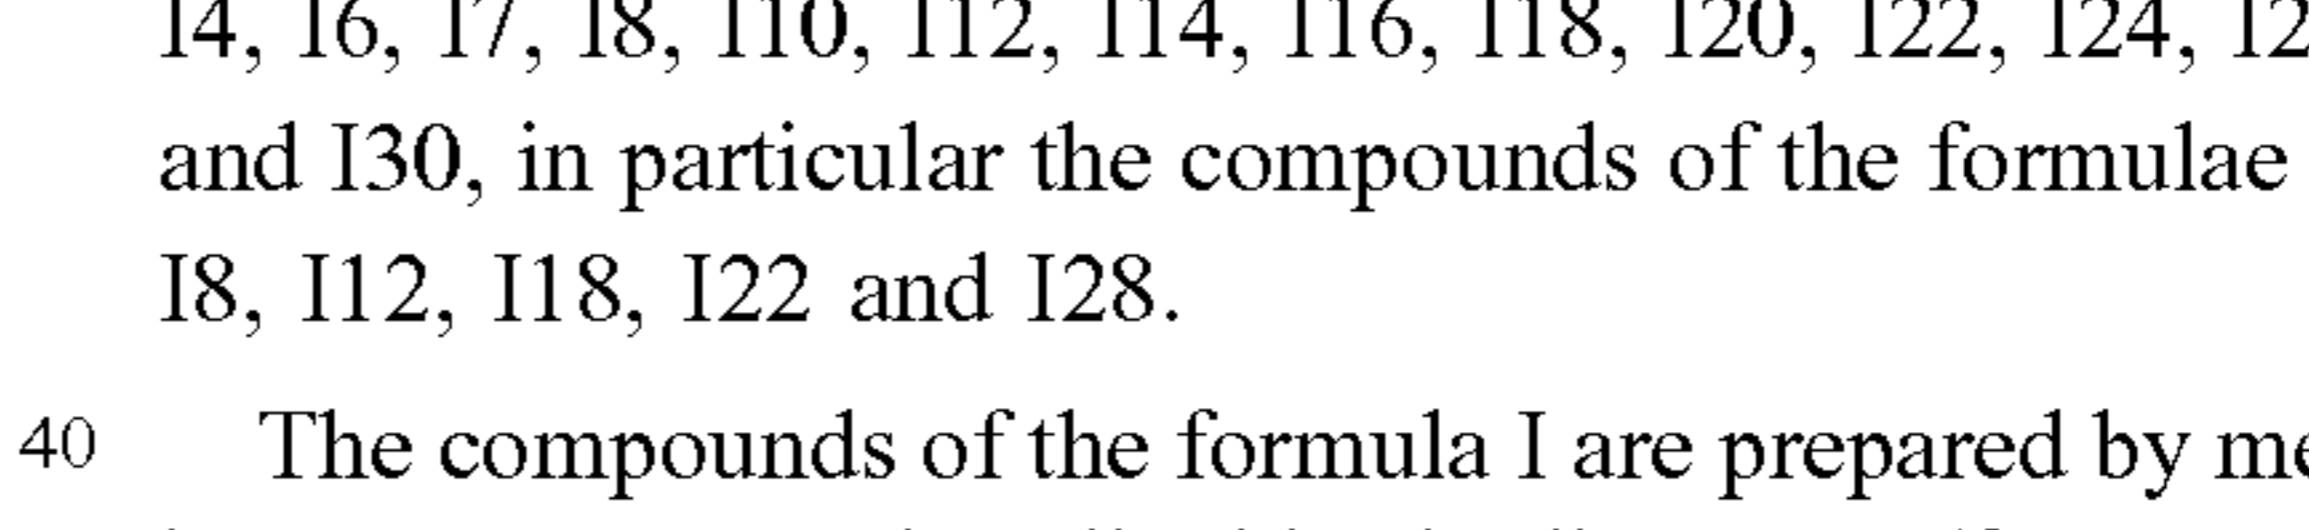 I4, I6, I7, I8, I10, I12, I14, I16, I18, I20, I22, I24,
and I30, in particular the compounds of the formulae
I8, I12, I18, I22 and I28.
40 The compounds of the formula I are prepared by